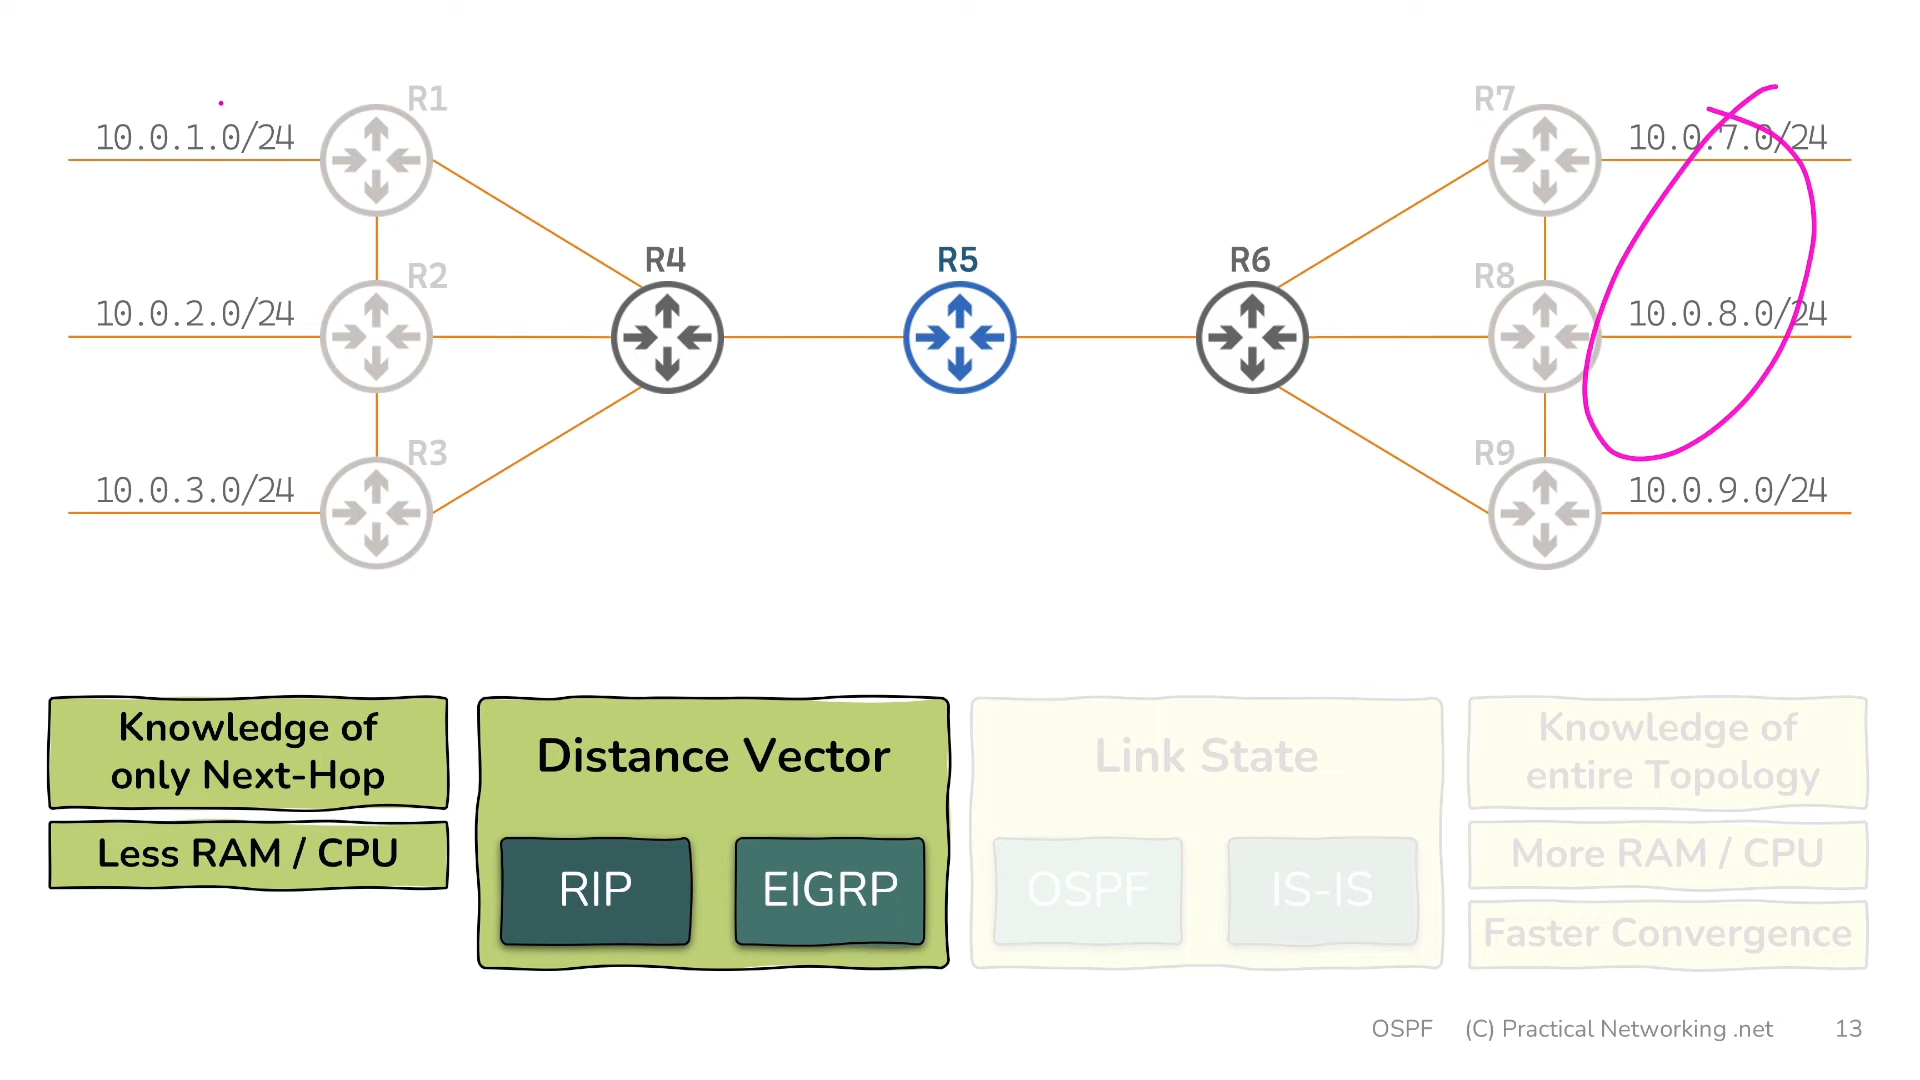 R1
R7
10.0.1.0/24
10.0.7.0/24
R4
R5
R6
R2
R8
10.0.2.0/24
10.0.8.0/24
R3
R9
10.0.3.0/24
10.0.9.0/24
Knowledge of
only Next-Hop
Less RAM / CPU
Distance Vector
RIP
EIGRP
Link State
OSPF
IS-IS
Knowledge of
entire Topology
More RAM / CPU
Faster Convergence
OSPF (C) Practical Networking .net 13